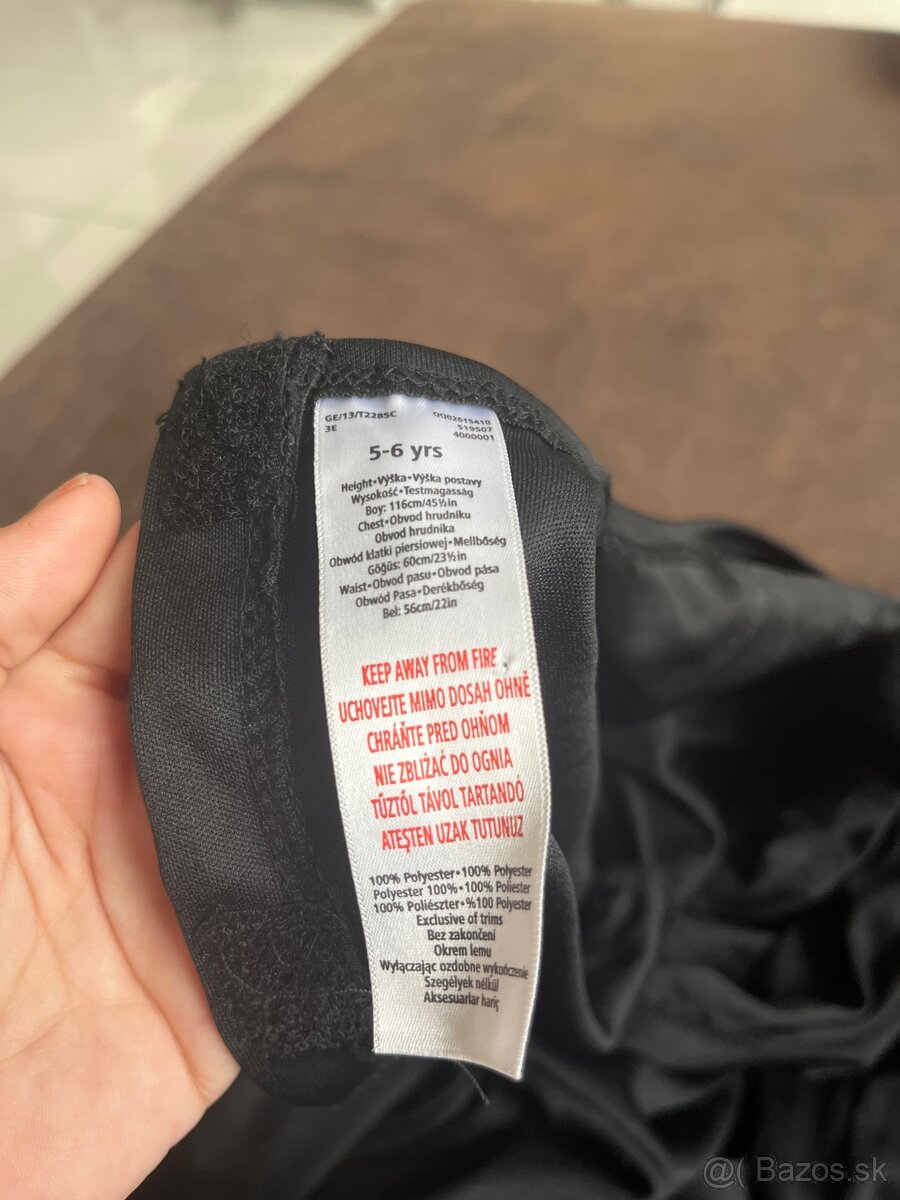 GE/13/T2285C QQ02615410
3E 519507
4000001
5-6 yrs
Height•Výška•Výška postavy
Wysokość•Testmagasság
Boy: 116cm/45½in
Chest•Obvod hrudníku
Obvod hrudníka
Obwód klatki piersiowej•Mellbőség
Göğüs: 60cm/23½in
Waist•Obvod pasu•Obvod pása
Obwód Pasa•Derékbőség
Bel: 56cm/22in
KEEP AWAY FROM FIRE
UCHOVEJTE MIMO DOSAH OHNĚ
CHRÁŇTE PRED OHŇOM
NIE ZBLIŻAĆ DO OGNIA
TŰZTŐL TÁVOL TARTANDÓ
ATEŞTEN UZAK TUTUNUZ
100% Polyester•100% Polyester
Polyester 100%•100% Poliester
100% Poliészter•%100 Polyester
Exclusive of trims
Bez zakončení
Okrem lemu
Wyłączając ozdobne wykończenie
Szegélyek nélkül
Aksesuarlar hariç
@( Bazos.sk